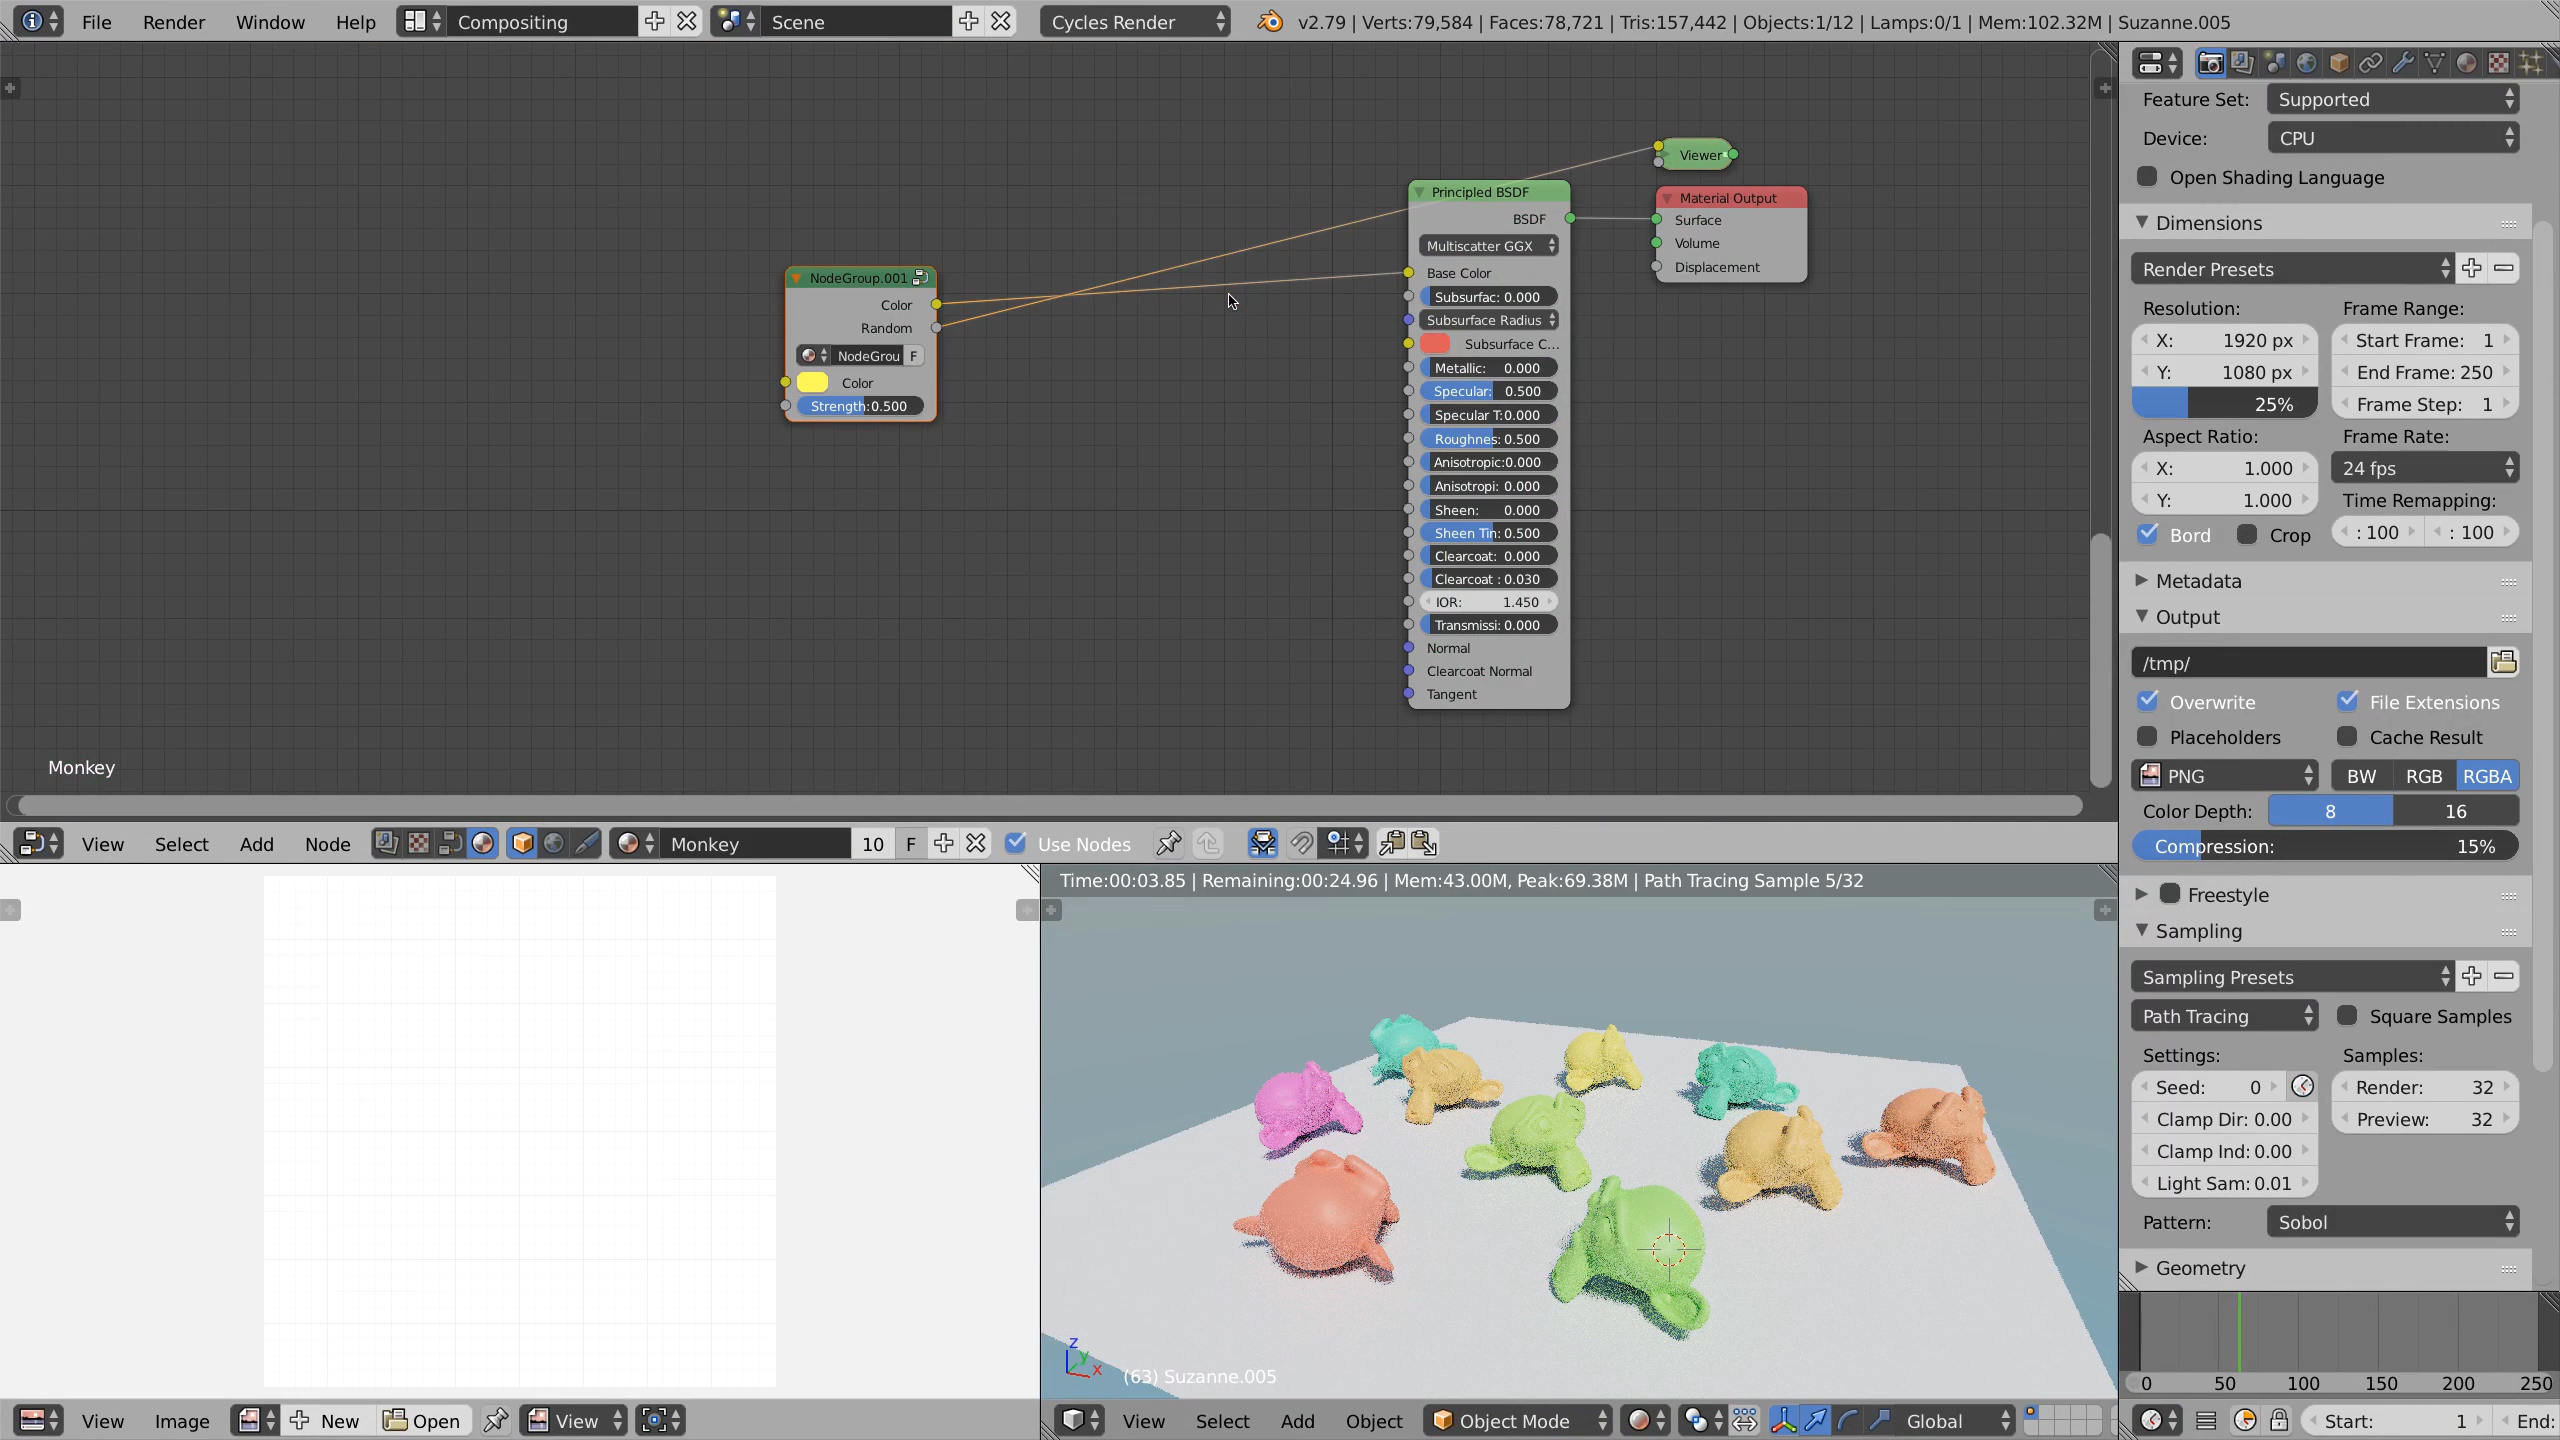 File Render Window Help Compositing Scene Cycles Render v2.79 | Verts:79,584 | Faces:78,721 | Tris:157,442 | Objects:1/12 | Lamps:0/1 | Mem:102.32M | Suzanne.005
Viewer
Principled BSDF
BSDF
Multiscatter GGX
Base Color
Subsurfac: 0.000
Subsurface Radius
Subsurface C...
Metallic: 0.000
Specular: 0.500
Specular T: 0.000
Roughnes: 0.500
Anisotropic: 0.000
Anisotropi: 0.000
Sheen: 0.000
Sheen Tin: 0.500
Clearcoat: 0.000
Clearcoat : 0.030
IOR: 1.450
Transmissi: 0.000
Normal
Clearcoat Normal
Tangent
Material Output
Surface
Volume
Displacement
NodeGroup.001
Color
Random
NodeGrou F
Color
Strength: 0.500
Monkey
View Select Add Node Monkey 10 F Use Nodes
Time:00:03.85 | Remaining:00:24.96 | Mem:43.00M, Peak:69.38M | Path Tracing Sample 5/32
z
y
x
(63) Suzanne.005
View Image New Open View
View Select Add Object Object Mode Global
Feature Set: Supported
Device: CPU
Open Shading Language
Dimensions
Render Presets
Resolution: Frame Range:
X: 1920 px Start Frame: 1
Y: 1080 px End Frame: 250
25% Frame Step: 1
Aspect Ratio: Frame Rate:
X: 1.000 24 fps
Y: 1.000 Time Remapping:
Bord Crop : 100 : 100
Metadata
Output
/tmp/
Overwrite File Extensions
Placeholders Cache Result
PNG BW RGB RGBA
Color Depth: 8 16
Compression: 15%
Freestyle
Sampling
Sampling Presets
Path Tracing Square Samples
Settings: Samples:
Seed: 0 Render: 32
Clamp Dir: 0.00 Preview: 32
Clamp Ind: 0.00
Light Sam: 0.01
Pattern: Sobol
Geometry
0 50 100 150 200 250
Start: 1 End: